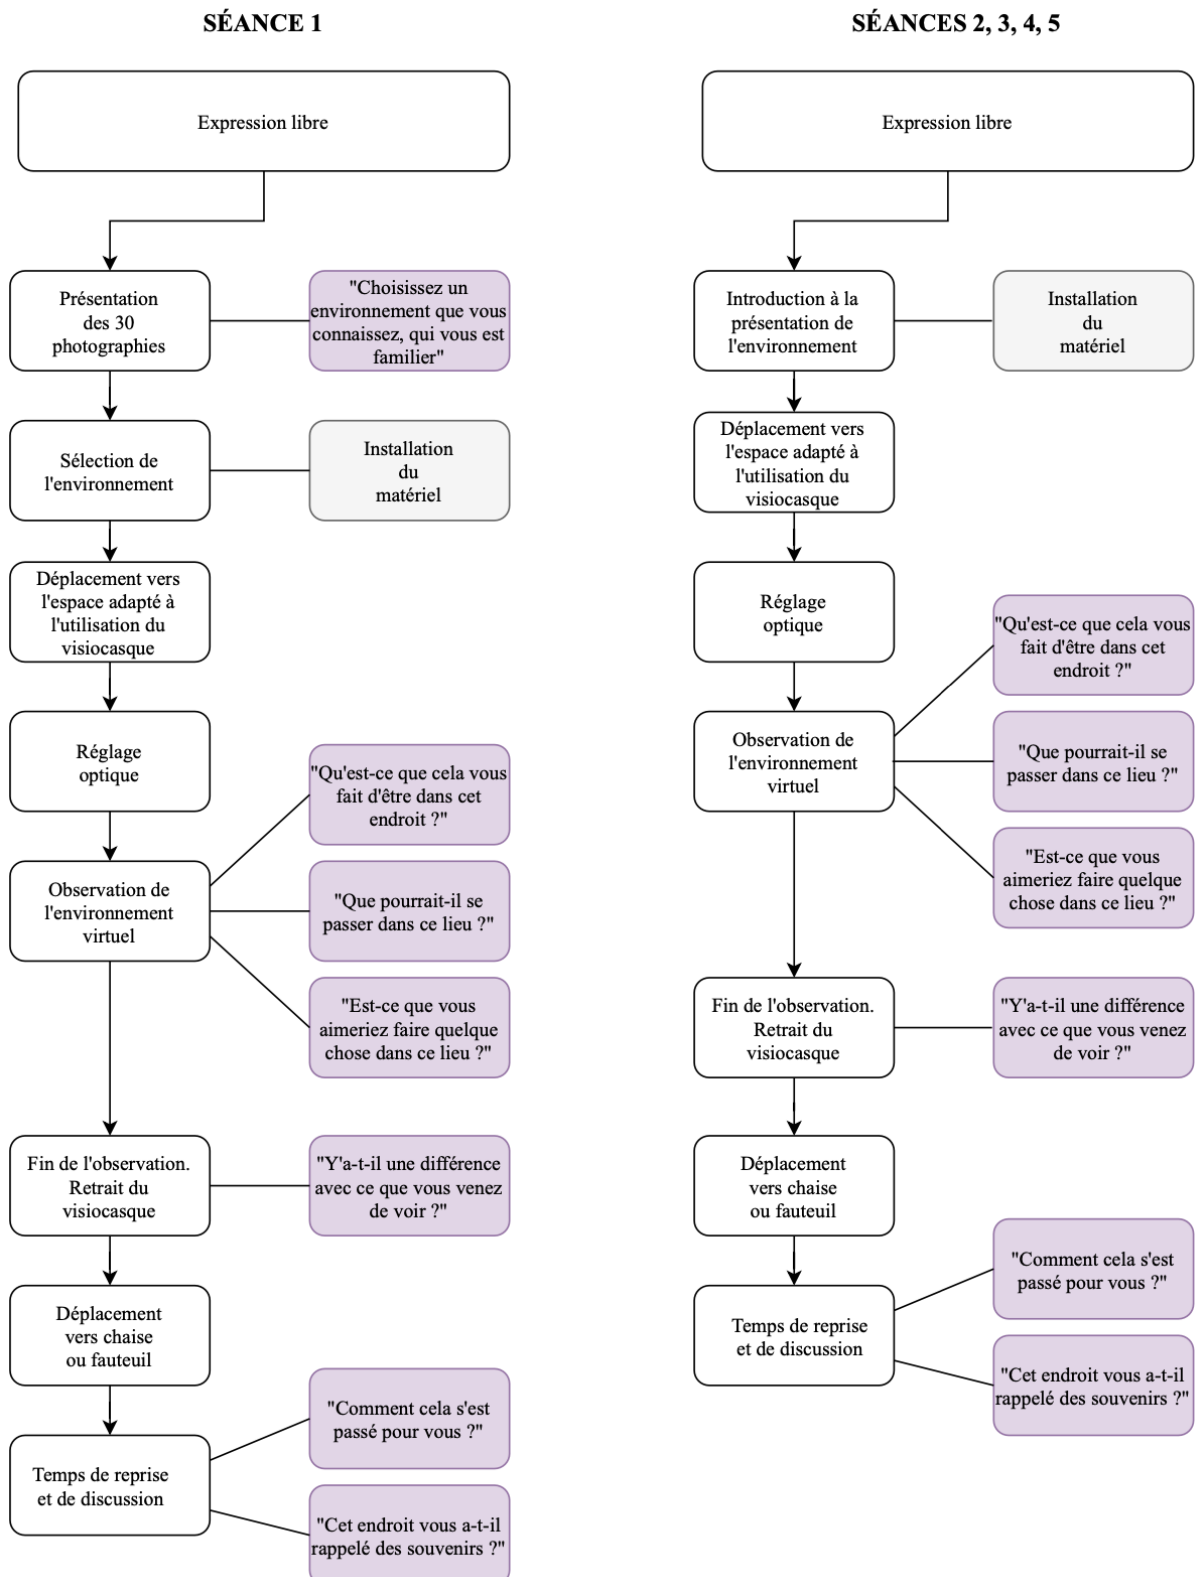 SÉANCE 1
Expression libre
Présentation
des 30
photographies
"Choisissez un
environnement que vous
connaissez, qui vous est
familier"
Sélection de
l'environnement
Installation
du
matériel
Déplacement vers
l'espace adapté à
l'utilisation du
visiocasque
Réglage
optique
Observation de
l'environnement
virtuel
"Qu'est-ce que cela vous
fait d'être dans cet
endroit ?"
"Que pourrait-il se
passer dans ce lieu ?"
"Est-ce que vous
aimeriez faire quelque
chose dans ce lieu ?"
Fin de l'observation.
Retrait du
visiocasque
"Y'a-t-il une différence
avec ce que vous venez
de voir ?"
Déplacement
vers chaise
ou fauteuil
Temps de reprise
et de discussion
"Comment cela s'est
passé pour vous ?"
"Cet endroit vous a-t-il
rappelé des souvenirs ?"
SÉANCES 2, 3, 4, 5
Expression libre
Introduction à la
présentation de
l'environnement
Installation
du
matériel
Déplacement vers
l'espace adapté à
l'utilisation du
visiocasque
Réglage
optique
Observation de
l'environnement
virtuel
"Qu'est-ce que cela vous
fait d'être dans cet
endroit ?"
"Que pourrait-il se
passer dans ce lieu ?"
"Est-ce que vous
aimeriez faire quelque
chose dans ce lieu ?"
Fin de l'observation.
Retrait du
visiocasque
"Y'a-t-il une différence
avec ce que vous venez
de voir ?"
Déplacement
vers chaise
ou fauteuil
Temps de reprise
et de discussion
"Comment cela s'est
passé pour vous ?"
"Cet endroit vous a-t-il
rappelé des souvenirs ?"